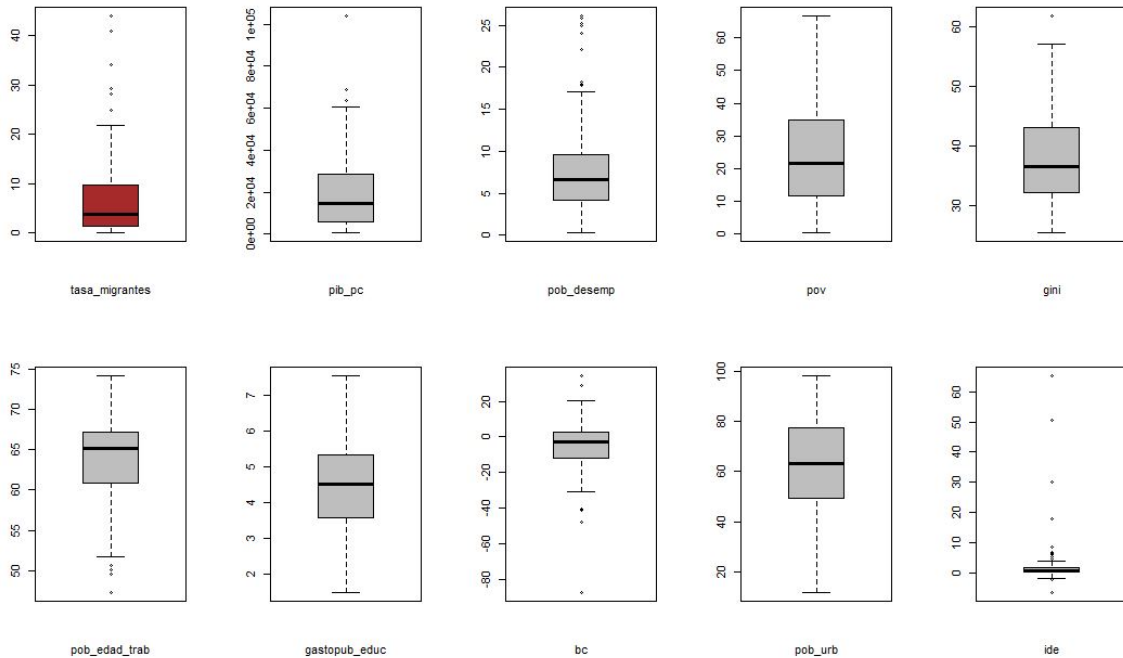 0 10 20 30 40
0e+00 2e+04 4e+04 6e+04 8e+04 1e+05
0 5 10 15 20 25
0 10 20 30 40 50 60
30 40 50 60
tasa_migrantes pib_pc pob_desemp pov gini
50 55 60 65 70 75
2 3 4 5 6 7
-80 -60 -40 -20 0 20
20 40 60 80 100
0 10 20 30 40 50 60
pob_edad_trab gastopub_educ bc pob_urb ide